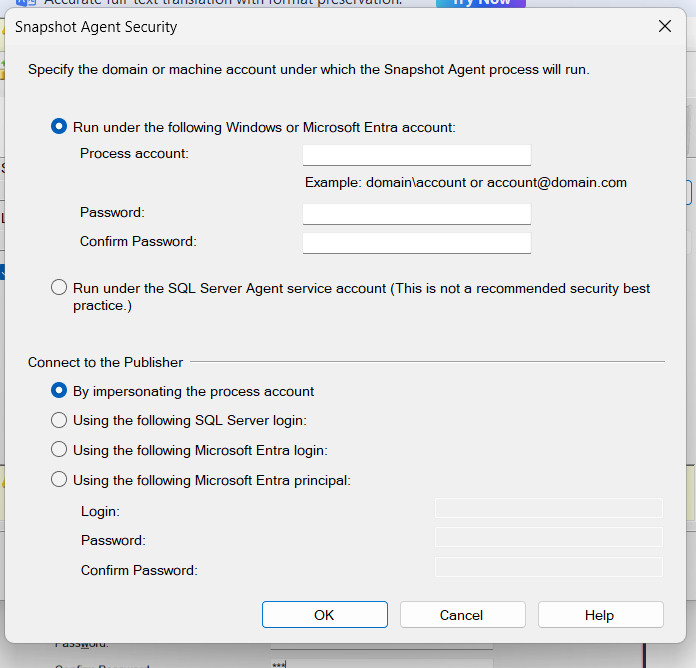 Accurate full-text translation with format preservation.
Try Now
Snapshot Agent Security
Specify the domain or machine account under which the Snapshot Agent process will run.
Run under the following Windows or Microsoft Entra account:
Process account:
Example: domain\account or account@domain.com
Password:
Confirm Password:
Run under the SQL Server Agent service account (This is not a recommended security best
practice.)
Connect to the Publisher
By impersonating the process account
Using the following SQL Server login:
Using the following Microsoft Entra login:
Using the following Microsoft Entra principal:
Login:
Password:
Confirm Password:
OK
Cancel
Help
Password:
Confirm Password
***